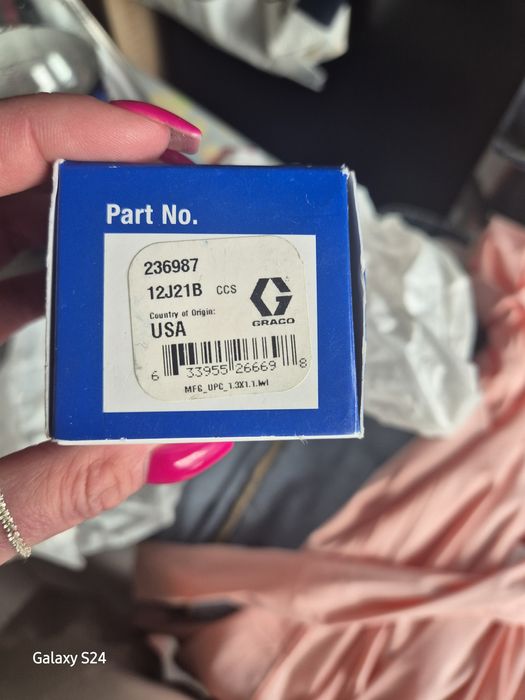 Part No.
236987
12J21B CCS
GRACO
Country of Origin:
USA
6 33955 26669 8
MFG_UPC_1.3X1.1.lwl
Galaxy S24